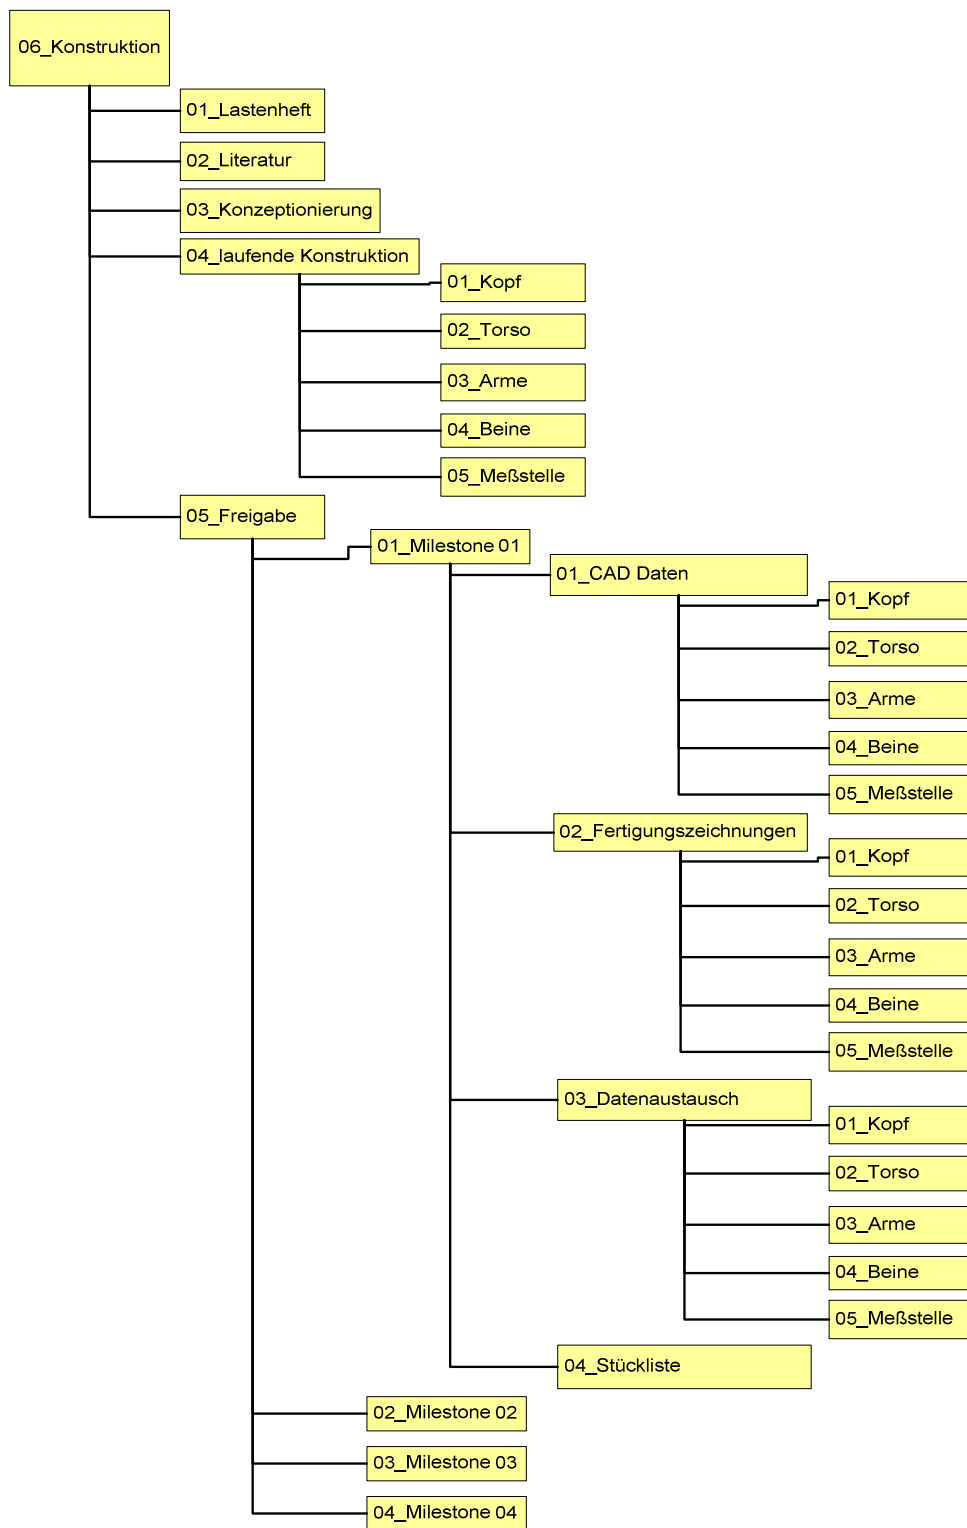 06_Konstruktion
01_Lastenheft
02_Literatur
03_Konzeptionierung
04_laufende Konstruktion
01_Kopf
02_Torso
03_Arme
04_Beine
05_Meßstelle
05_Freigabe
01_Milestone 01
01_CAD Daten
01_Kopf
02_Torso
03_Arme
04_Beine
05_Meßstelle
02_Fertigungszeichnungen
01_Kopf
02_Torso
03_Arme
04_Beine
05_Meßstelle
03_Datenaustausch
01_Kopf
02_Torso
03_Arme
04_Beine
05_Meßstelle
04_Stückliste
02_Milestone 02
03_Milestone 03
04_Milestone 04